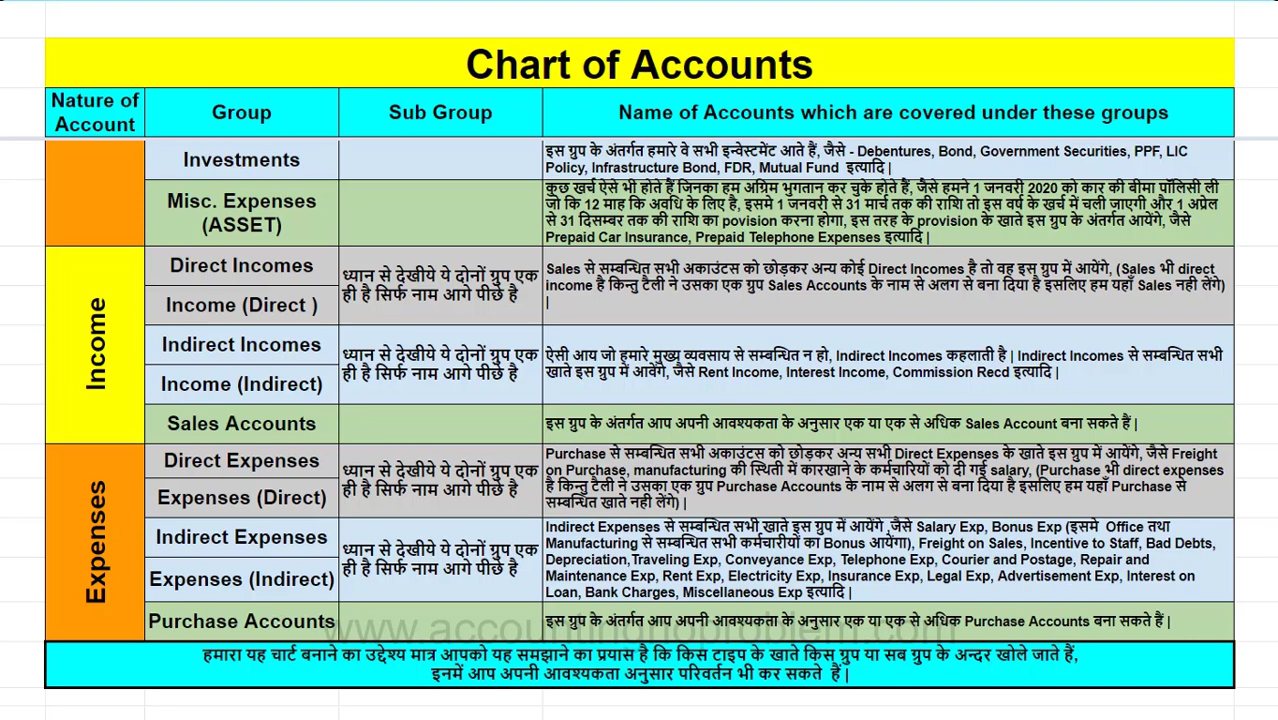 Chart of Accounts
Nature of
Account
Group
Sub Group
Name of Accounts which are covered under these groups
Investments
इस ग्रुप के अंतर्गत हमारे वे सभी इन्वेस्टमेंट आते हैं, जैसे - Debentures, Bond, Government Securities, PPF, LIC
Policy, Infrastructure Bond, FDR, Mutual Fund इत्यादि |
Misc. Expenses
(ASSET)
कुछ खर्च ऐसे भी होते हैं जिनका हम अग्रिम भुगतान कर चुके होते हैं, जैसे हमने 1 जनवरी 2020 को कार की बीमा पॉलिसी ली
जो कि 12 माह कि अवधि के लिए है, इसमे 1 जनवरी से 31 मार्च तक की राशि तो इस वर्ष के खर्च में चली जाएगी और 1 अप्रेल
से 31 दिसम्बर तक की राशि का povision करना होगा, इस तरह के provision के खाते इस ग्रुप के अंतर्गत आयेंगे, जैसे
Prepaid Car Insurance, Prepaid Telephone Expenses इत्यादि |
Income
Direct Incomes
Income (Direct )
ध्यान से देखीये ये दोनों ग्रुप एक
ही है सिर्फ नाम आगे पीछे है
Sales से सम्बन्धित सभी अकाउंटस को छोड़कर अन्य कोई Direct Incomes है तो वह इस ग्रुप में आयेंगे, (Sales भी direct
income है किन्तु टैली ने उसका एक ग्रुप Sales Accounts के नाम से अलग से बना दिया है इसलिए हम यहाँ Sales नही लेंगे)
|
Indirect Incomes
Income (Indirect)
ध्यान से देखीये ये दोनों ग्रुप एक
ही है सिर्फ नाम आगे पीछे है
ऐसी आय जो हमारे मुख्य व्यवसाय से सम्बन्धित न हो, Indirect Incomes कहलाती है | Indirect Incomes से सम्बन्धित सभी
खाते इस ग्रुप में आवेंगे, जैसे Rent Income, Interest Income, Commission Recd इत्यादि |
Sales Accounts
इस ग्रुप के अंतर्गत आप अपनी आवश्यकता के अनुसार एक या एक से अधिक Sales Account बना सकते हैं |
Expenses
Direct Expenses
Expenses (Direct)
ध्यान से देखीये ये दोनों ग्रुप एक
ही है सिर्फ नाम आगे पीछे है
Purchase से सम्बन्धित सभी अकाउंटस को छोड़कर अन्य सभी Direct Expenses के खाते इस ग्रुप में आयेंगे, जैसे Freight
on Purchase, manufacturing की स्थिती में कारखाने के कर्मचारियों को दी गई salary, (Purchase भी direct expenses
है किन्तु टैली ने उसका एक ग्रुप Purchase Accounts के नाम से अलग से बना दिया है इसलिए हम यहाँ Purchase से
सम्बन्धित खाते नही लेंगे) |
Indirect Expenses
Expenses (Indirect)
ध्यान से देखीये ये दोनों ग्रुप एक
ही है सिर्फ नाम आगे पीछे है
Indirect Expenses से सम्बन्धित सभी खाते इस ग्रुप में आयेंगे ,जैसे Salary Exp, Bonus Exp (इसमे Office तथा
Manufacturing से सम्बन्धित सभी कर्मचारीयों का Bonus आयेंगा), Freight on Sales, Incentive to Staff, Bad Debts,
Depreciation,Traveling Exp, Conveyance Exp, Telephone Exp, Courier and Postage, Repair and
Maintenance Exp, Rent Exp, Electricity Exp, Insurance Exp, Legal Exp, Advertisement Exp, Interest on
Loan, Bank Charges, Miscellaneous Exp इत्यादि |
Purchase Accounts
इस ग्रुप के अंतर्गत आप अपनी आवश्यकता के अनुसार एक या एक से अधिक Purchase Accounts बना सकते हैं |
www.accountingnoproblem.com
हमारा यह चार्ट बनाने का उद्देश्य मात्र आपको यह समझाने का प्रयास है कि किस टाइप के खाते किस ग्रुप या सब ग्रुप के अन्दर खोले जाते हैं,
इनमें आप अपनी आवश्यकता अनुसार परिवर्तन भी कर सकते हैं |